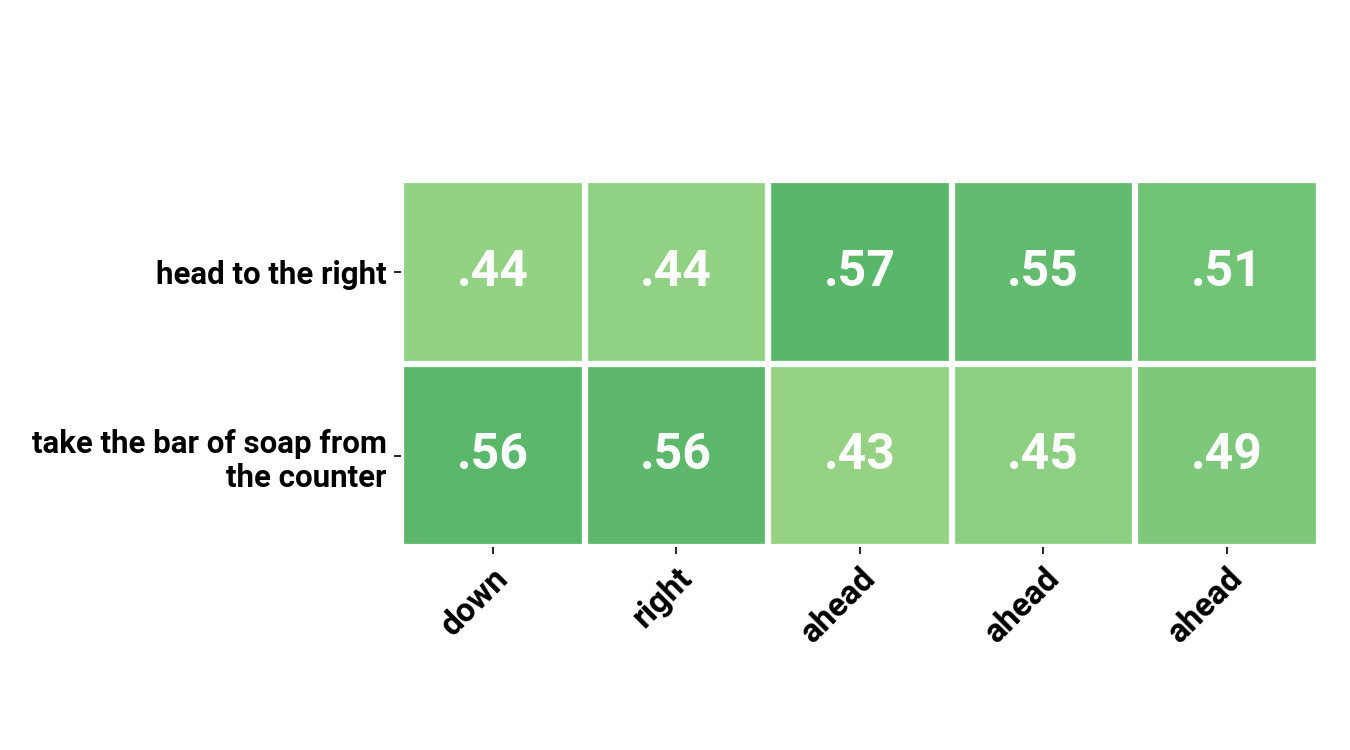 head to the right
.44 .44 .57 .55 .51
take the bar of soap from
the counter
.56 .56 .43 .45 .49
down right ahead ahead ahead